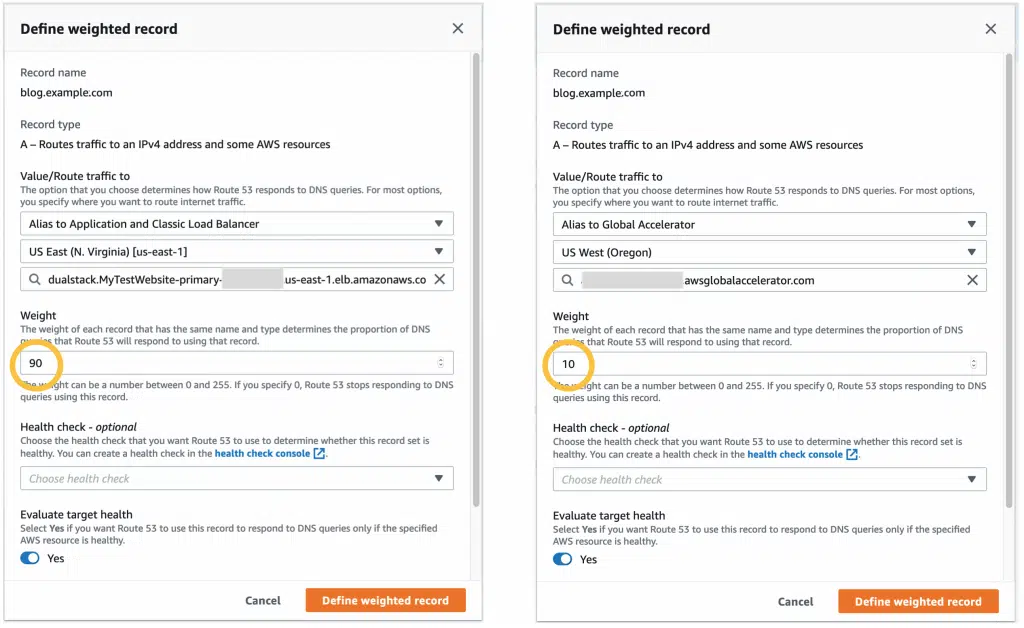 Define weighted record
Record name
blog.example.com
Record type
A – Routes traffic to an IPv4 address and some AWS resources
Value/Route traffic to
The option that you choose determines how Route 53 responds to DNS queries. For most options,
you specify where you want to route internet traffic.
Alias to Application and Classic Load Balancer
US East (N. Virginia) [us-east-1]
dualstack.MyTestWebsite-primary- .us-east-1.elb.amazonaws.co
Weight
The weight of each record that has the same name and type determines the proportion of DNS
queries that Route 53 will respond to using that record.
90
The weight can be a number between 0 and 255. If you specify 0, Route 53 stops responding to DNS
queries using this record.
Health check - optional
Choose the health check that you want Route 53 to use to determine whether this record set is
healthy. You can create a health check in the health check console.
Choose health check
Evaluate target health
Select Yes if you want Route 53 to use this record to respond to DNS queries only if the specified
AWS resource is healthy.
Yes
Cancel
Define weighted record
Define weighted record
Record name
blog.example.com
Record type
A – Routes traffic to an IPv4 address and some AWS resources
Value/Route traffic to
The option that you choose determines how Route 53 responds to DNS queries. For most options,
you specify where you want to route internet traffic.
Alias to Global Accelerator
US West (Oregon)
awsglobalaccelerator.com
Weight
The weight of each record that has the same name and type determines the proportion of DNS
queries that Route 53 will respond to using that record.
10
The weight can be a number between 0 and 255. If you specify 0, Route 53 stops responding to DNS
queries using this record.
Health check - optional
Choose the health check that you want Route 53 to use to determine whether this record set is
healthy. You can create a health check in the health check console.
Choose health check
Evaluate target health
Select Yes if you want Route 53 to use this record to respond to DNS queries only if the specified
AWS resource is healthy.
Yes
Cancel
Define weighted record